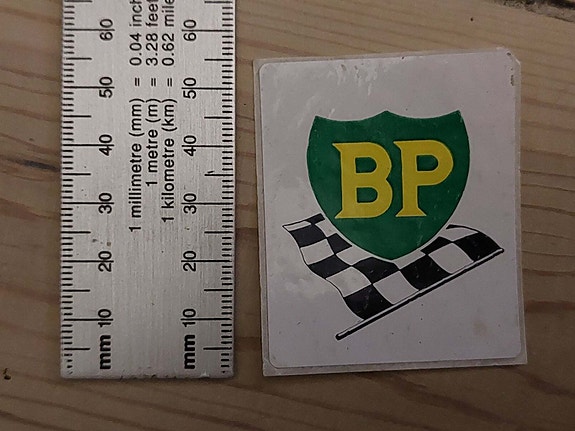 60
50
40
30
20
mm 10
1 millimetre (mm) = 0.04 inch
1 metre (m) = 3.28 feet
1 kilometre (km) = 0.62 mile
60
50
40
30
20
mm 10
BP